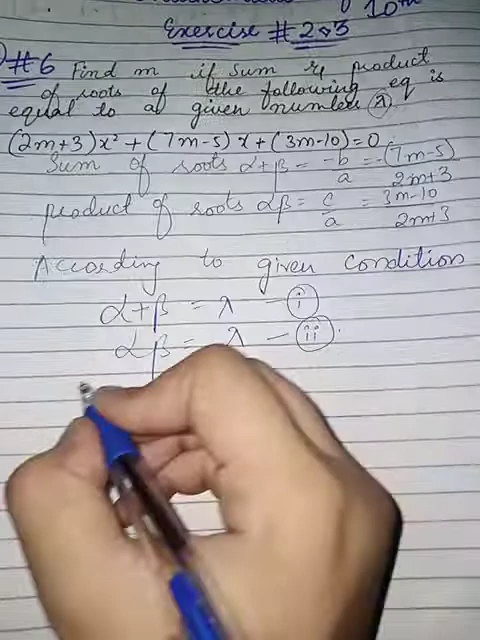 10th
Exercise # 2.3
#6 Find m if sum & product
of roots of the following eq is
equal to a given number λ.
(2m+3)x² + (7m-5)x + (3m-10) = 0
Sum of roots α+β = -b/a = -(7m-5)/2m+3
product of roots αβ = c/a = 3m-10/2m+3
According to given condition
α+β = λ – (i)
αβ = λ – (ii).